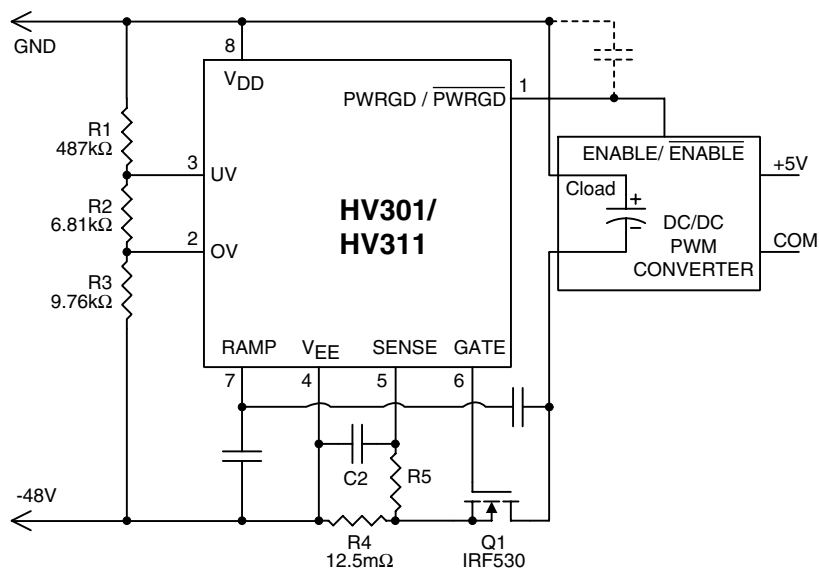 GND
8
VDD
PWRGD / PWRGD
1
R1
487kΩ
3
UV
ENABLE/ ENABLE
+5V
HV301/
HV311
Cload
+
−
R2
6.81kΩ
2
OV
DC/DC
PWM
CONVERTER
COM
R3
9.76kΩ
RAMP
VEE
SENSE
GATE
7
4
5
6
C2
R5
-48V
R4
12.5mΩ
Q1
IRF530